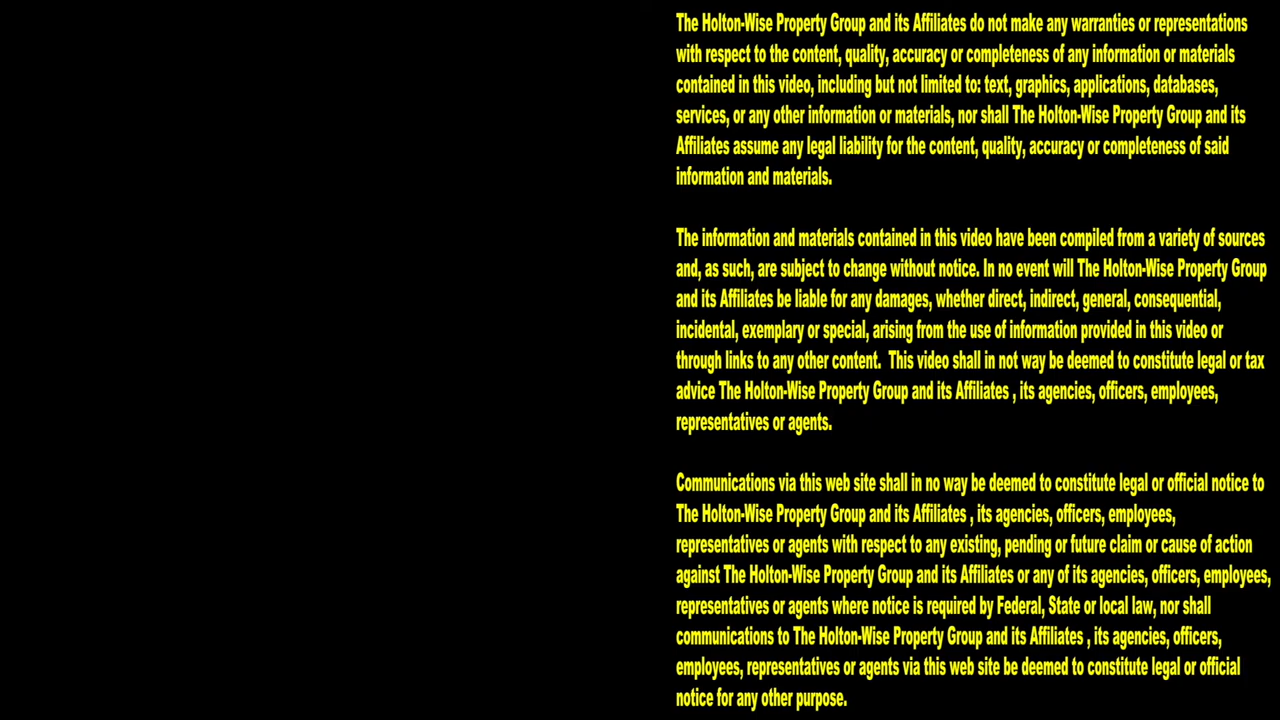 The Holton-Wise Property Group and its Affiliates do not make any warranties or representations
with respect to the content, quality, accuracy or completeness of any information or materials
contained in this video, including but not limited to: text, graphics, applications, databases,
services, or any other information or materials, nor shall The Holton-Wise Property Group and its
Affiliates assume any legal liability for the content, quality, accuracy or completeness of said
information and materials.
The information and materials contained in this video have been compiled from a variety of sources
and, as such, are subject to change without notice. In no event will The Holton-Wise Property Group
and its Affiliates be liable for any damages, whether direct, indirect, general, consequential,
incidental, exemplary or special, arising from the use of information provided in this video or
through links to any other content.  This video shall in not way be deemed to constitute legal or tax
advice The Holton-Wise Property Group and its Affiliates , its agencies, officers, employees,
representatives or agents.
Communications via this web site shall in no way be deemed to constitute legal or official notice to
The Holton-Wise Property Group and its Affiliates , its agencies, officers, employees,
representatives or agents with respect to any existing, pending or future claim or cause of action
against The Holton-Wise Property Group and its Affiliates or any of its agencies, officers, employees,
representatives or agents where notice is required by Federal, State or local law, nor shall
communications to The Holton-Wise Property Group and its Affiliates , its agencies, officers,
employees, representatives or agents via this web site be deemed to constitute legal or official
notice for any other purpose.